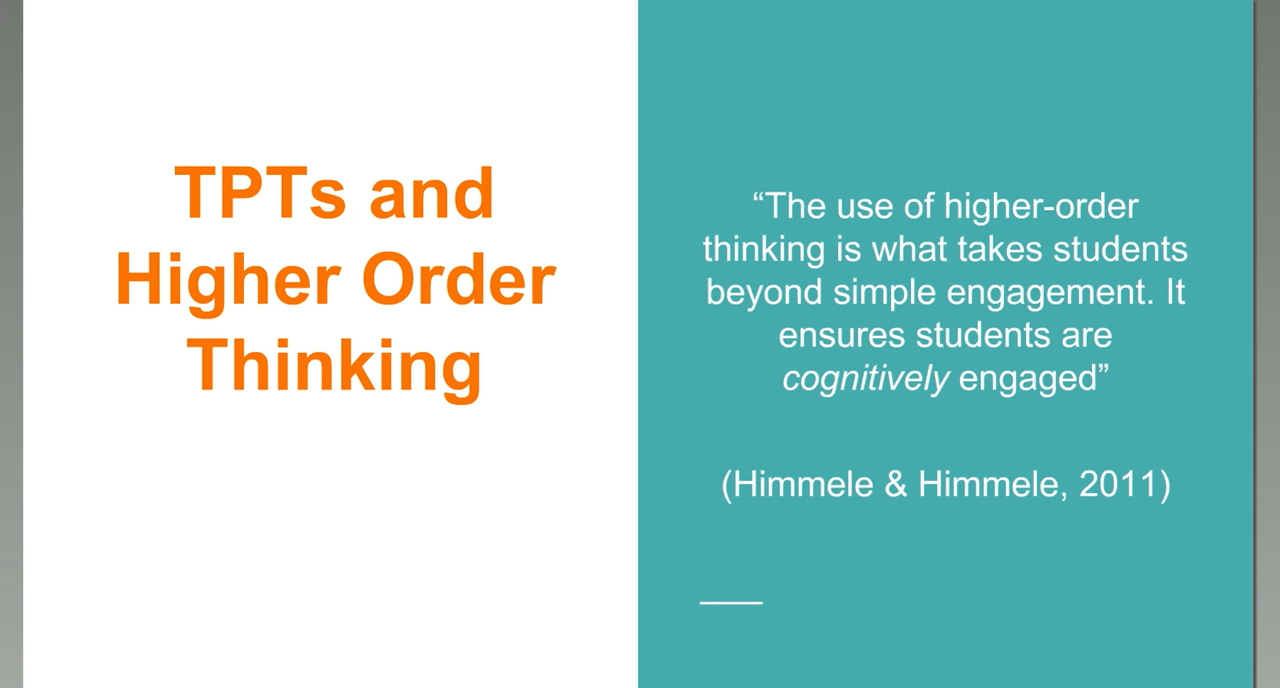 TPTs and
Higher Order
Thinking
“The use of higher-order
thinking is what takes students
beyond simple engagement. It
ensures students are
cognitively engaged”
(Himmele & Himmele, 2011)